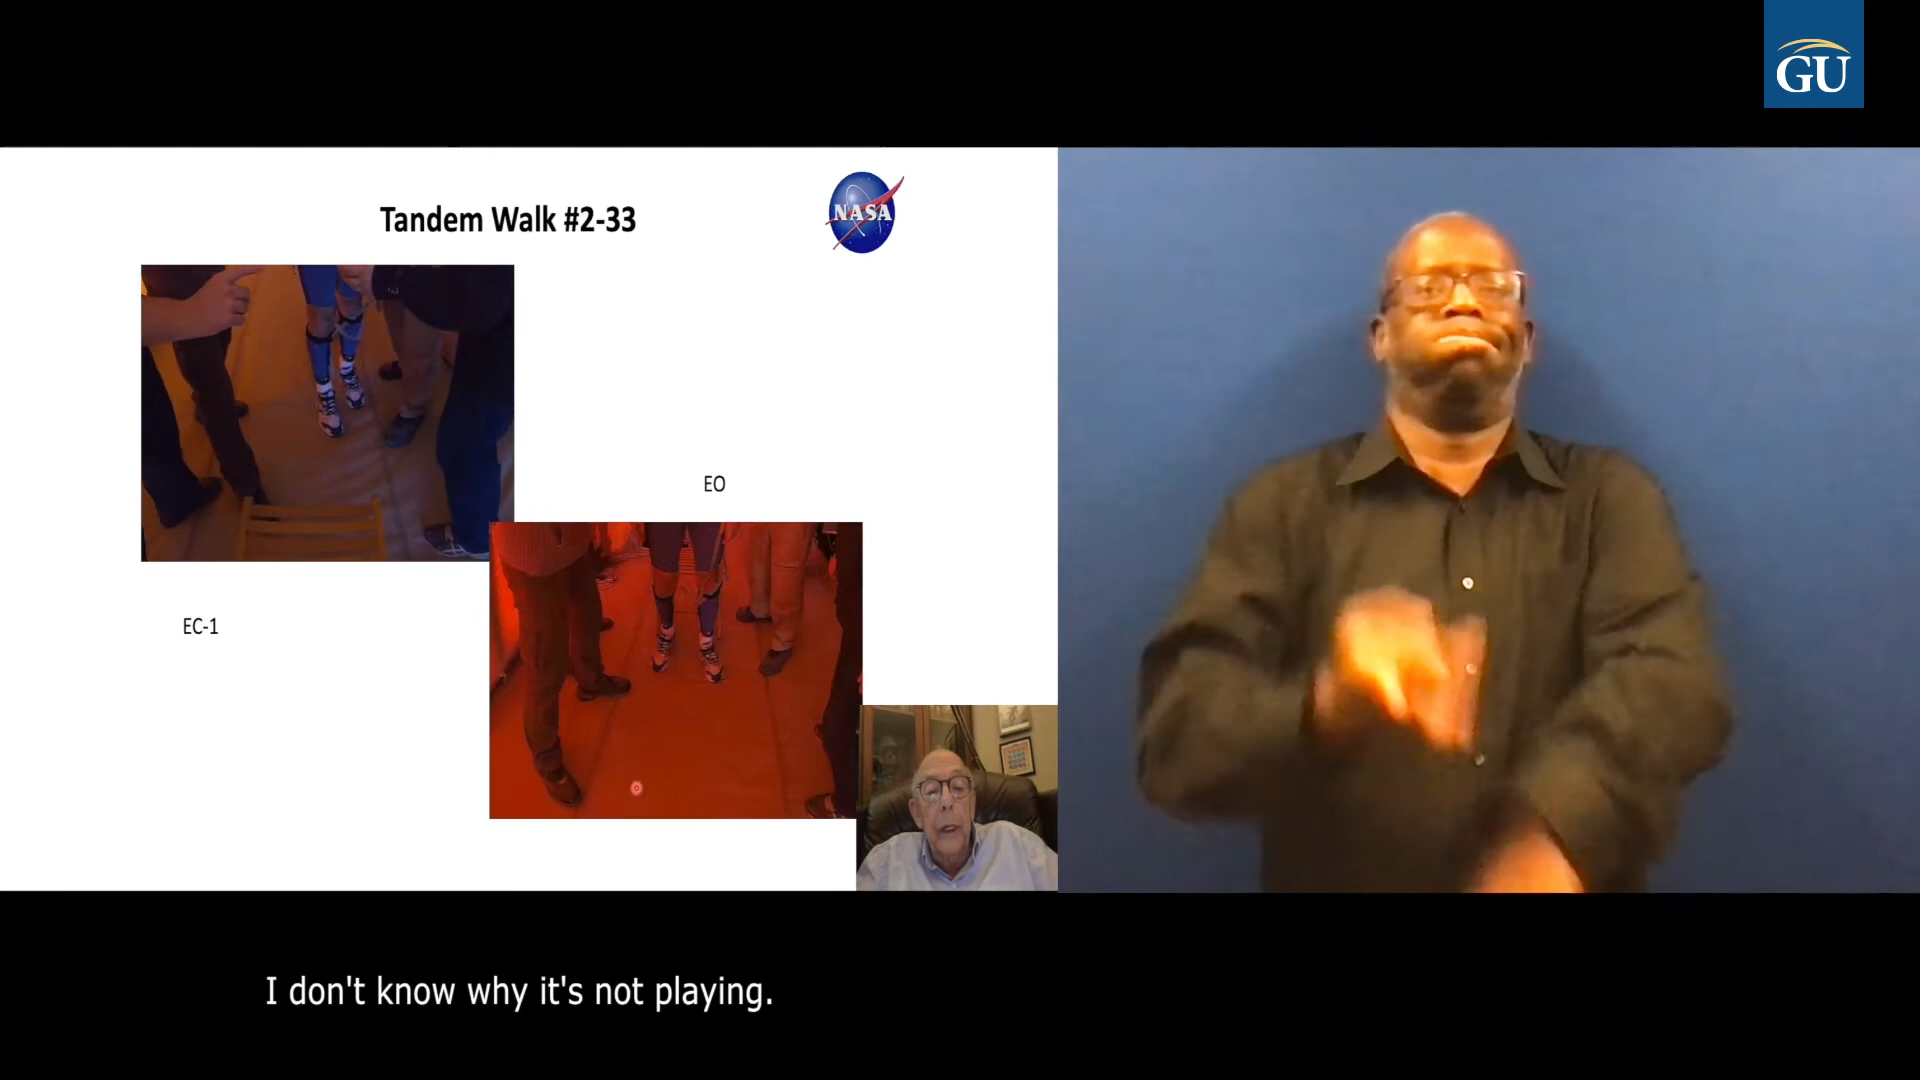 GU
Tandem Walk #2-33
NASA
EO
EC-1
I don't know why it's not playing.